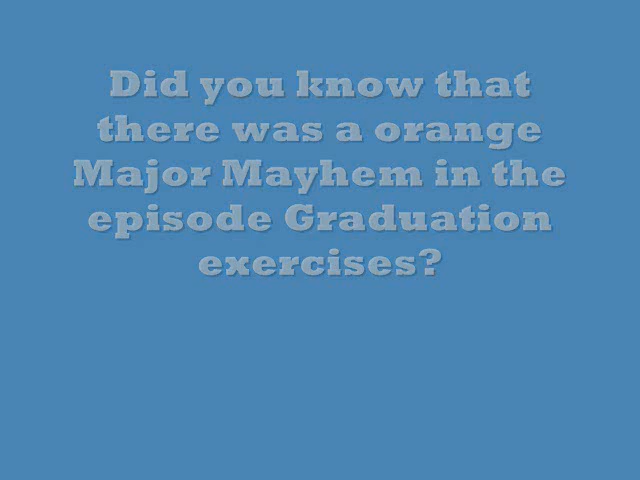 Did you know that
there was a orange
Major Mayhem in the
episode Graduation
exercises?